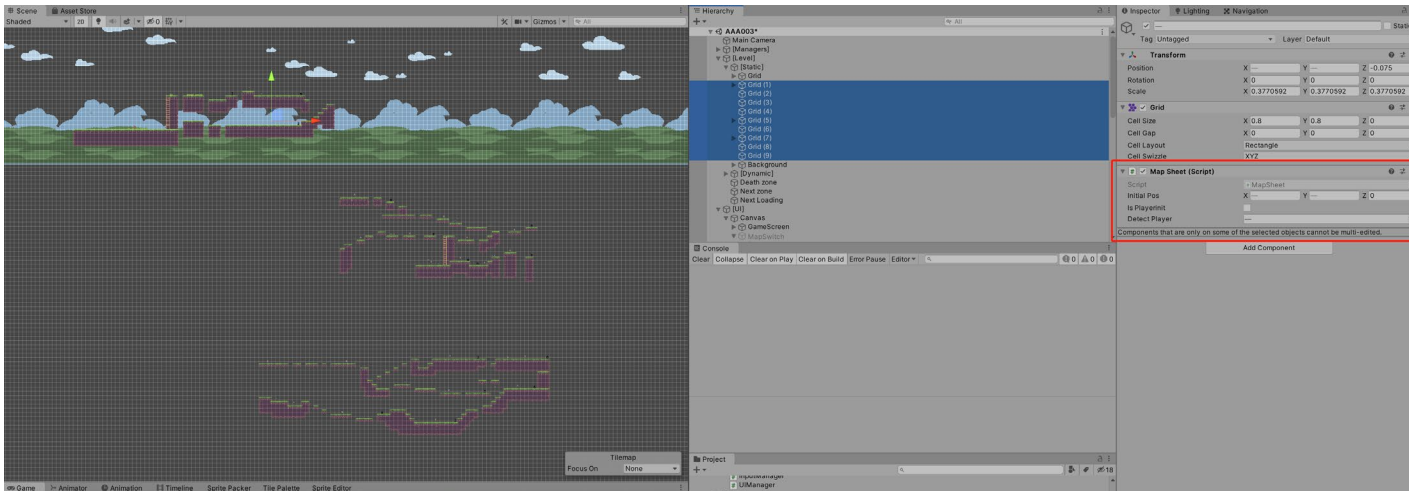 Scene Asset Store
Shaded 2D 0 Gizmos All
Tilemap
Focus On None
Game Animator Animation Timeline Sprite Packer Tile Palette Sprite Editor
Hierarchy
All
AAA003*
Main Camera
[Managers]
[Level]
[Static]
Grid
Grid (1)
Grid (2)
Grid (3)
Grid (4)
Grid (5)
Grid (6)
Grid (7)
Grid (8)
Grid (9)
Background
[Dynamic]
Death zone
Next zone
Next Loading
[UI]
Canvas
GameScreen
MapSwitch
Console
Clear Collapse Clear on Play Clear on Build Error Pause Editor 0 0 0
Project
18
InputManager
UIManager
Inspector Lighting Navigation
— Static
Tag Untagged Layer Default
Transform
Position X — Y — Z -0.075
Rotation X 0 Y 0 Z 0
Scale X 0.3770592 Y 0.3770592 Z 0.3770592
Grid
Cell Size X 0.8 Y 0.8 Z 0
Cell Gap X 0 Y 0 Z 0
Cell Layout Rectangle
Cell Swizzle XYZ
Map Sheet (Script)
Script MapSheet
Initial Pos X — Y — Z 0
Is PlayerInit
Detect Player —
Components that are only on some of the selected objects cannot be multi-edited.
Add Component